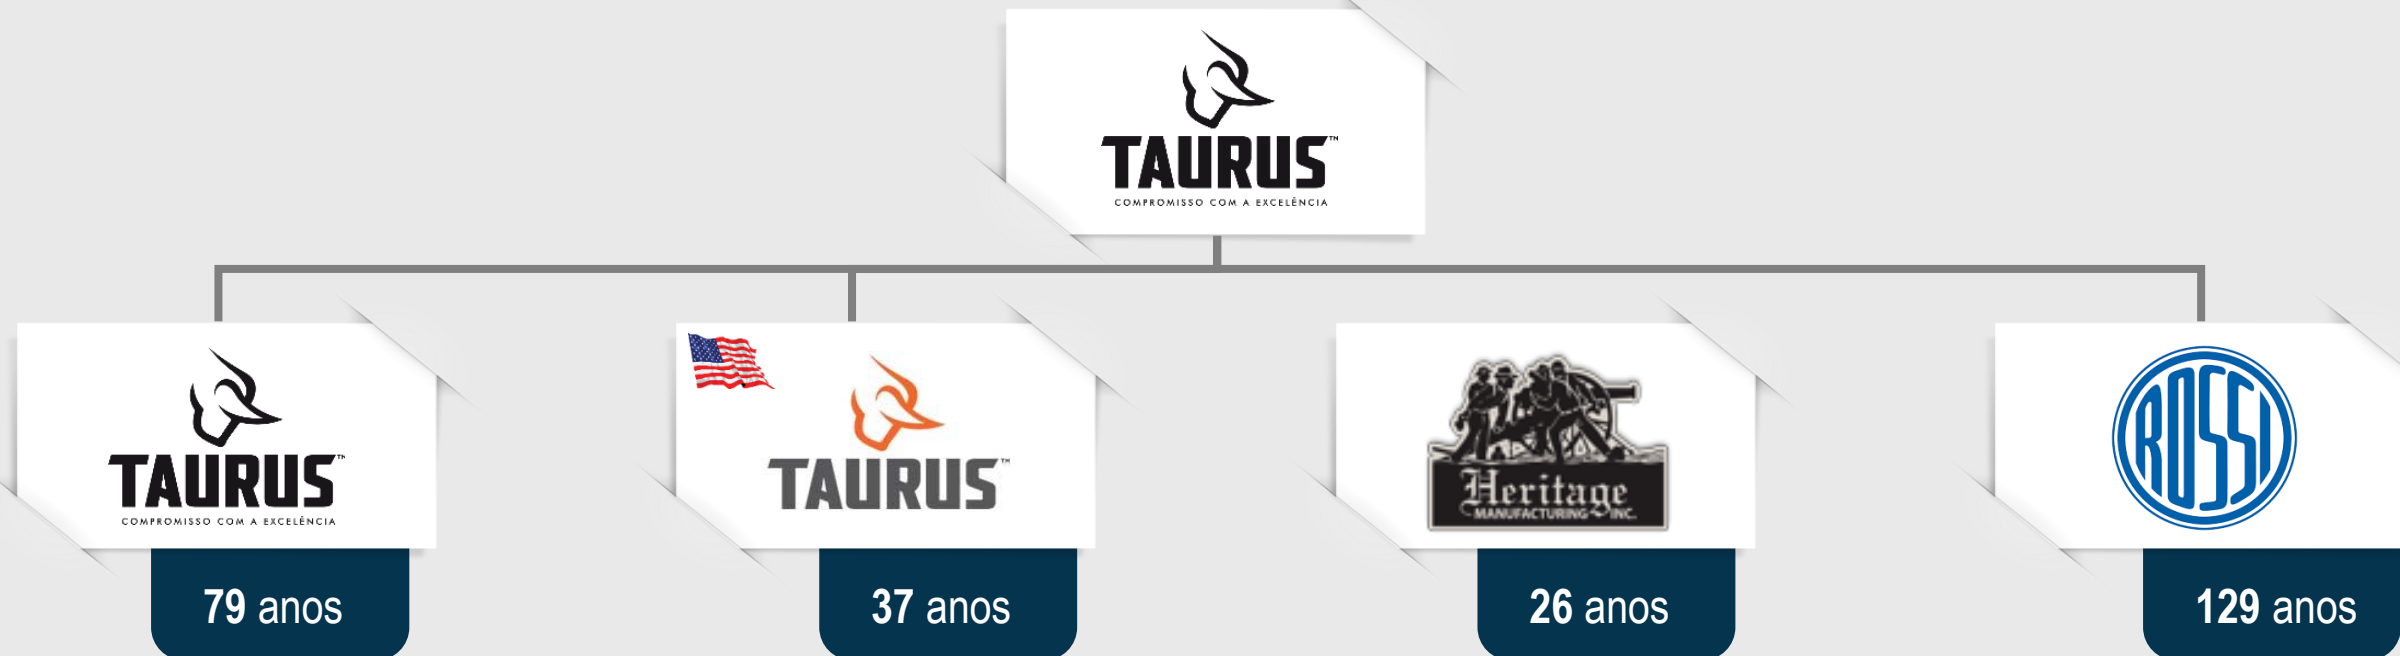 TAURUS™
COMPROMISSO COM A EXCELÊNCIA
TAURUS™
COMPROMISSO COM A EXCELÊNCIA
79 anos
TAURUS™
37 anos
Heritage
MANUFACTURING INC.
26 anos
ROSSI
129 anos